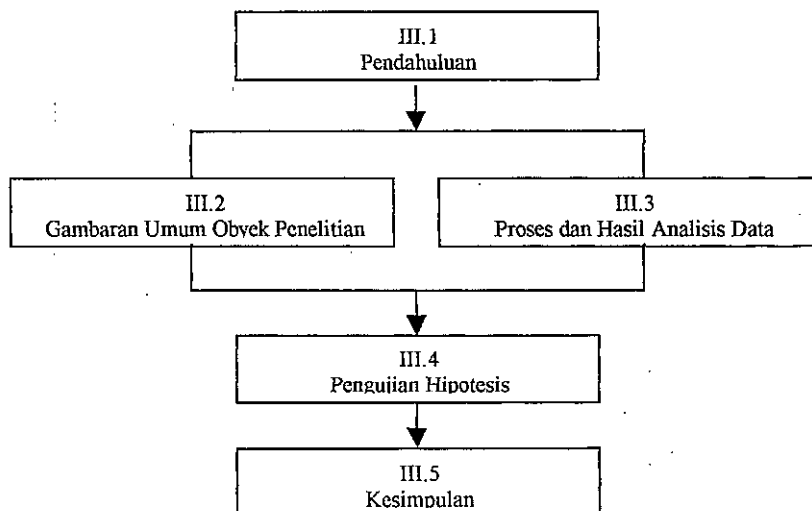 III.1
Pendahuluan
III.2
Gambaran Umum Obyek Penelitian
III.3
Proses dan Hasil Analisis Data
III.4
Pengujian Hipotesis
III.5
Kesimpulan